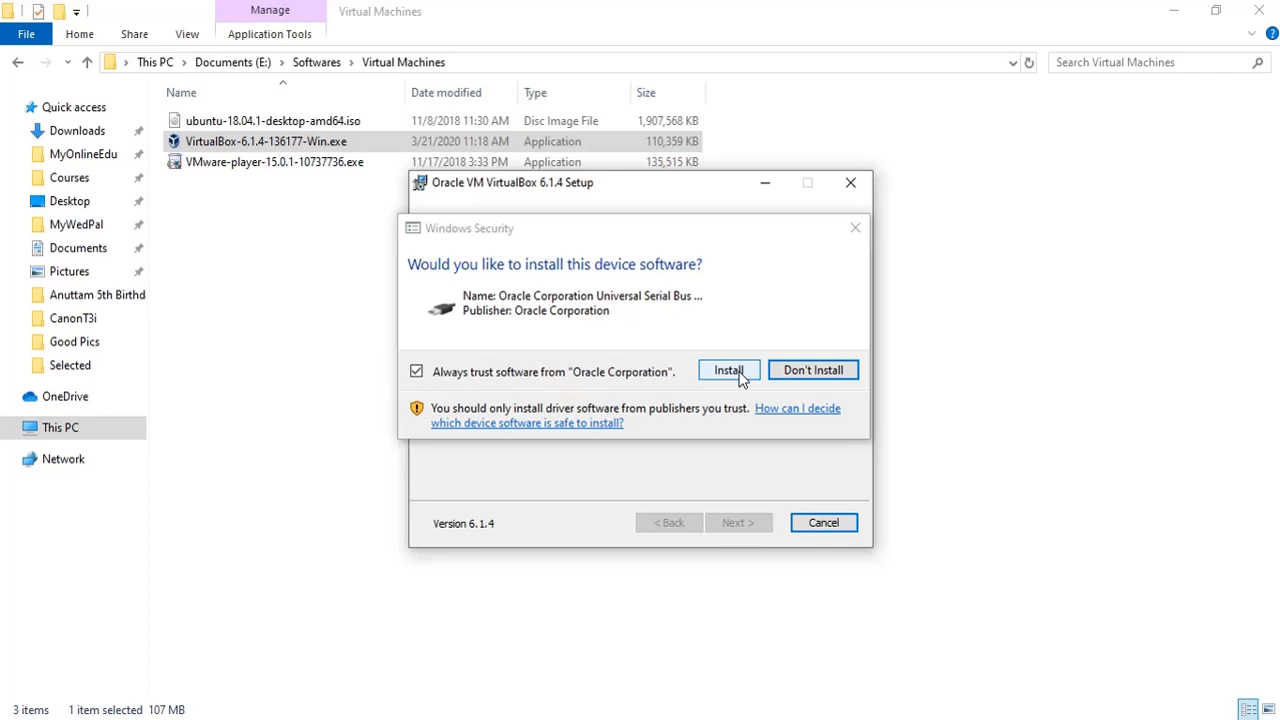 Manage
Virtual Machines
File
Home
Share
View
Application Tools
This PC
Documents (E:)
Softwares
Virtual Machines
Search Virtual Machines
Name
Date modified
Type
Size
Quick access
Downloads
MyOnlineEdu
Courses
Desktop
MyWedPal
Documents
Pictures
Anuttam 5th Birthd
CanonT3i
Good Pics
Selected
OneDrive
This PC
Network
ubuntu-18.04.1-desktop-amd64.iso 11/8/2018 11:30 AM Disc Image File 1,907,568 KB
VirtualBox-6.1.4-136177-Win.exe 3/21/2020 11:18 AM Application 110,359 KB
VMware-player-15.0.1-10737736.exe 11/17/2018 3:33 PM Application 135,515 KB
Oracle VM VirtualBox 6.1.4 Setup
Windows Security
Would you like to install this device software?
Name: Oracle Corporation Universal Serial Bus ...
Publisher: Oracle Corporation
Always trust software from "Oracle Corporation".
Install
Don't Install
You should only install driver software from publishers you trust. How can I decide
which device software is safe to install?
Version 6.1.4
< Back
Next >
Cancel
3 items
1 item selected 107 MB